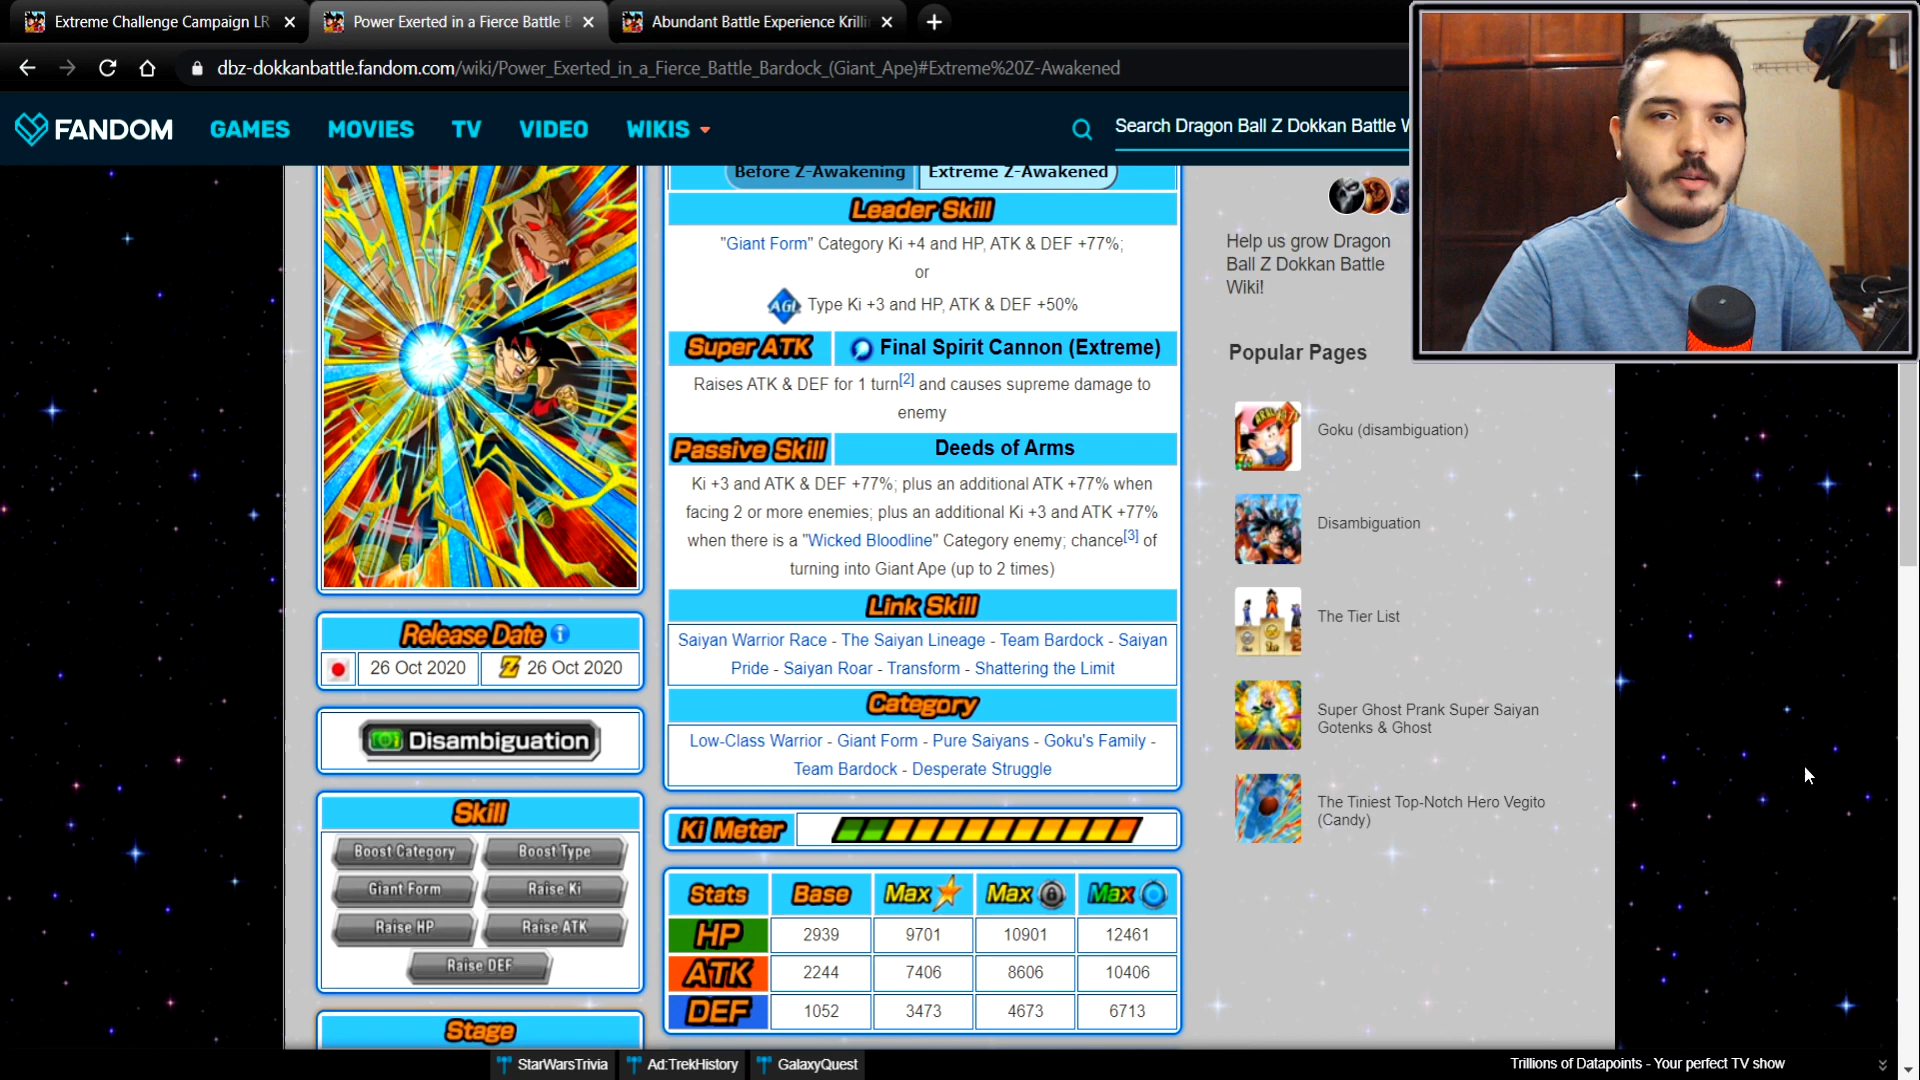 Extreme Challenge Campaign LR
Power Exerted in a Fierce Battle B
Abundant Battle Experience Krilli
dbz-dokkanbattle.fandom.com/wiki/Power_Exerted_in_a_Fierce_Battle_Bardock_(Giant_Ape)#Extreme%20Z-Awakened
FANDOM GAMES MOVIES TV VIDEO WIKIS
Search Dragon Ball Z Dokkan Battle W
Before Z-Awakening Extreme Z-Awakened
Leader Skill
"Giant Form" Category Ki +4 and HP, ATK & DEF +77%;
or
AGL Type Ki +3 and HP, ATK & DEF +50%
Super ATK Final Spirit Cannon (Extreme)
Raises ATK & DEF for 1 turn[2] and causes supreme damage to
enemy
Passive Skill Deeds of Arms
Ki +3 and ATK & DEF +77%; plus an additional ATK +77% when
facing 2 or more enemies; plus an additional Ki +3 and ATK +77%
when there is a "Wicked Bloodline" Category enemy; chance[3] of
turning into Giant Ape (up to 2 times)
Link Skill
Saiyan Warrior Race - The Saiyan Lineage - Team Bardock - Saiyan
Pride - Saiyan Roar - Transform - Shattering the Limit
Category
Low-Class Warrior - Giant Form - Pure Saiyans - Goku's Family -
Team Bardock - Desperate Struggle
Ki Meter
Stats Base Max Max Max
HP 2939 9701 10901 12461
ATK 2244 7406 8606 10406
DEF 1052 3473 4673 6713
Release Date
26 Oct 2020 26 Oct 2020
Disambiguation
Skill
Boost Category Boost Type
Giant Form Raise Ki
Raise HP Raise ATK
Raise DEF
Stage
Help us grow Dragon
Ball Z Dokkan Battle
Wiki!
Popular Pages
Goku (disambiguation)
Disambiguation
The Tier List
Super Ghost Prank Super Saiyan
Gotenks & Ghost
The Tiniest Top-Notch Hero Vegito
(Candy)
StarWarsTrivia Ad:TrekHistory GalaxyQuest
Trillions of Datapoints - Your perfect TV show